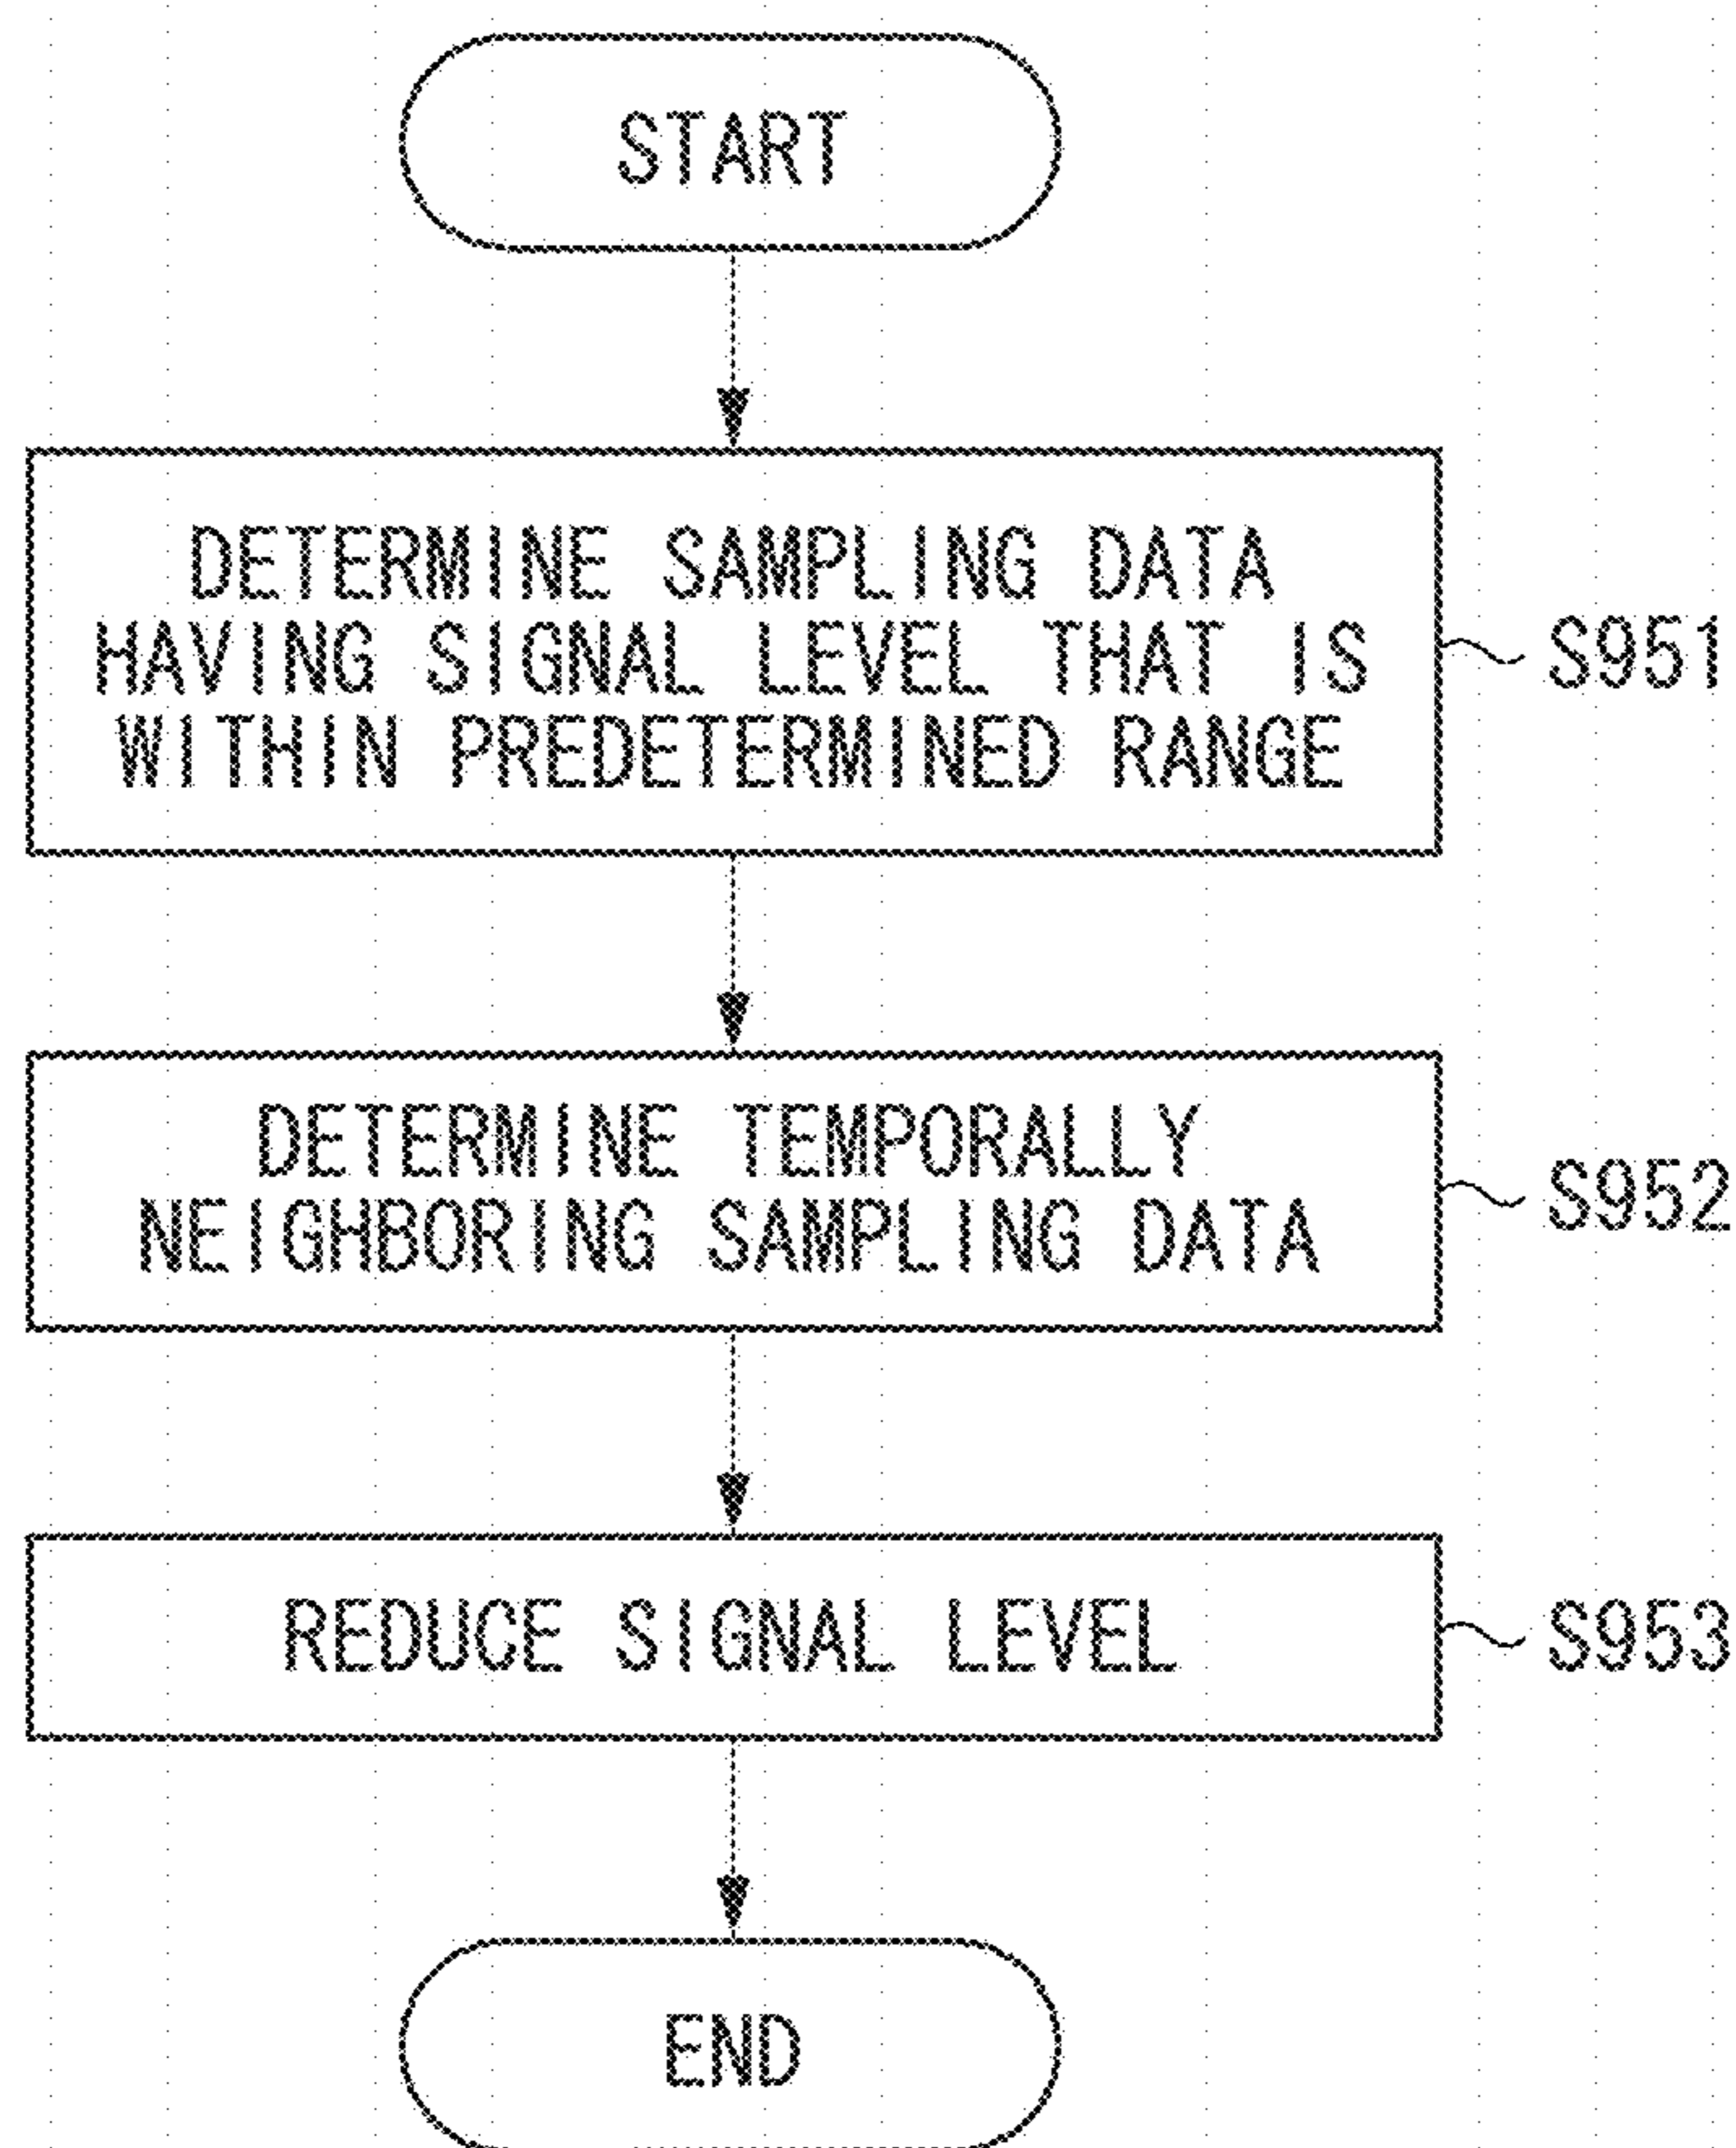 START
DETERMINE SAMPLING DATA
HAVING SIGNAL LEVEL THAT IS
WITHIN PREDETERMINED RANGE
S951
DETERMINE TEMPORALLY
NEIGHBORING SAMPLING DATA
S952
REDUCE SIGNAL LEVEL
S953
END